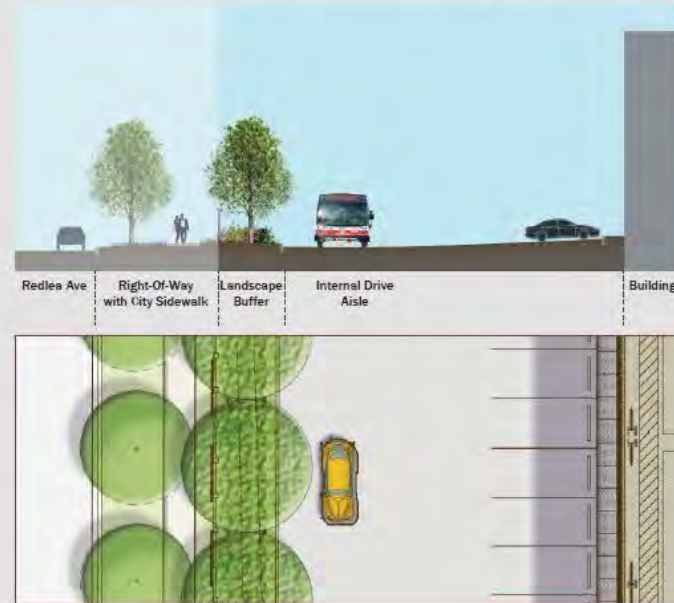 Redlea Ave
Right-Of-Way
with City Sidewalk
Landscape
Buffer
Internal Drive
Aisle
Building